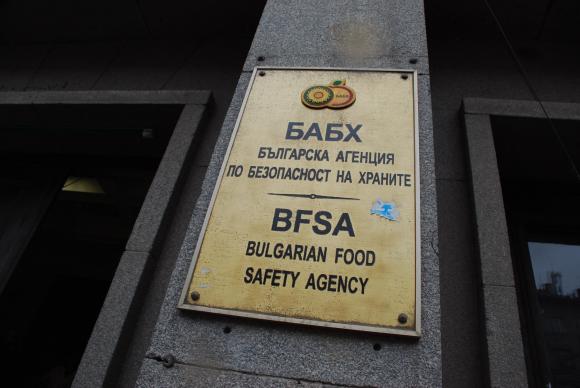 БАБХ
БЪЛГАРСКА АГЕНЦИЯ
ПО БЕЗОПАСНОСТ НА ХРАНИТЕ
BFSA
BULGARIAN FOOD
SAFETY AGENCY